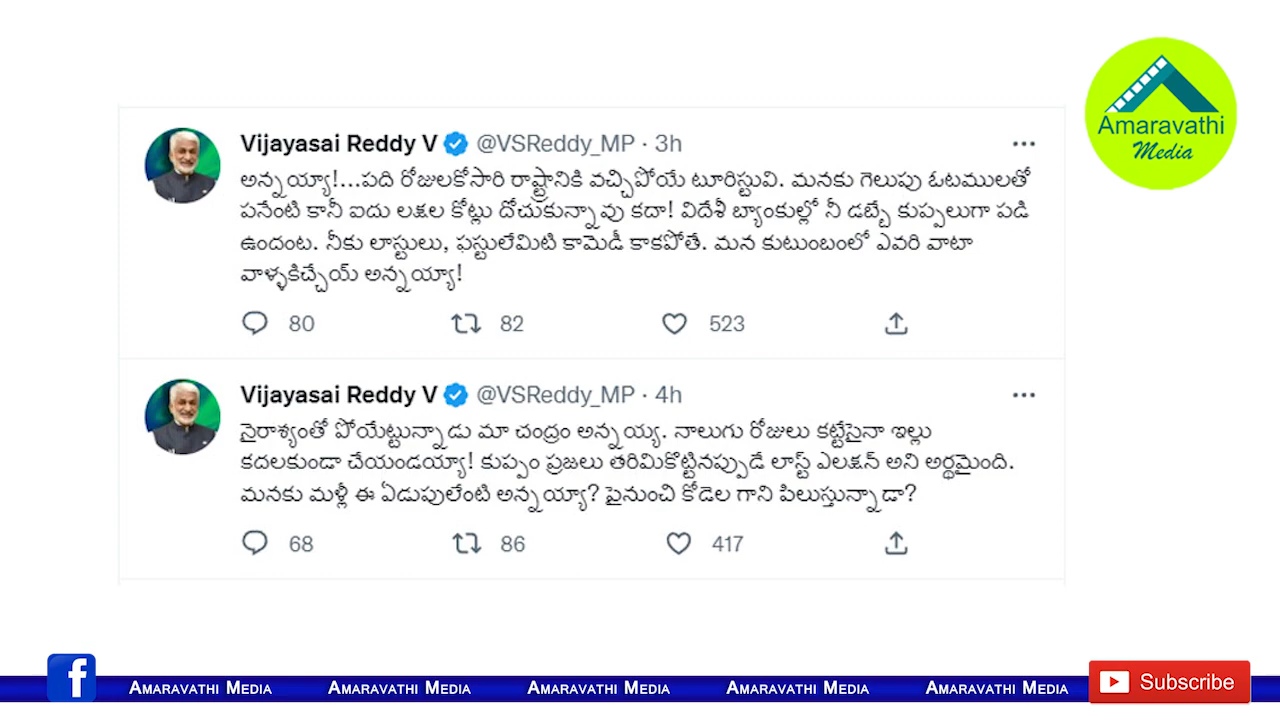 Amaravathi
Media
Vijayasai Reddy V @VSReddy_MP · 3h
అన్నయ్యా!...పది రోజులకోసారి రాష్ట్రానికి వచ్చిపోయే టూరిస్టువి. మనకు గెలుపు ఓటములతో
పనేంటి కానీ ఐదు లక్షల కోట్లు దోచుకున్నావు కదా! విదేశీ బ్యాంకుల్లో నీ డబ్బే కుప్పలుగా పడి
ఉందంట. నీకు లాస్టులు, ఫస్టులేమిటి కామెడీ కాకపోతే. మన కుటుంబంలో ఎవరి వాటా
వాళ్ళకిచ్చేయ్ అన్నయ్యా!
80 82 523
Vijayasai Reddy V @VSReddy_MP · 4h
నైరాశ్యంతో పోయేట్టున్నాడు మా చంద్రం అన్నయ్య. నాలుగు రోజులు కట్టేసైనా ఇల్లు
కదలకుండా చేయండయ్యా! కుప్పం ప్రజలు తరిమికొట్టినప్పుడే లాస్ట్ ఎలక్షన్ అని అర్థమైంది.
మనకు మళ్లీ ఈ ఏడుపులేంటి అన్నయ్యా? పైనుంచి కోడెల గాని పిలుస్తున్నాడా?
68 86 417
f Amaravathi Media Amaravathi Media Amaravathi Media Amaravathi Media Amaravathi Media Subscribe